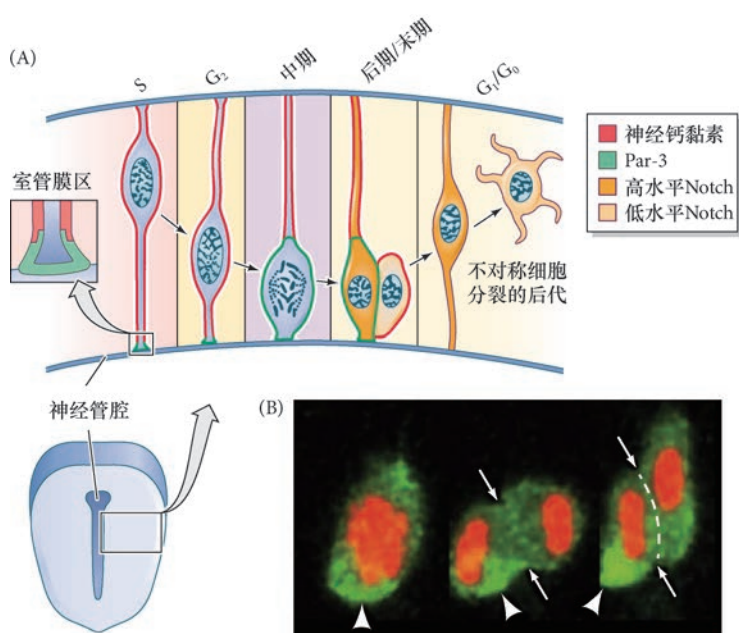 (A)
S
G₂
中期
后期/末期
G₁/G₀
室管膜区
神经钙黏素
Par-3
高水平Notch
低水平Notch
不对称细胞
分裂的后代
神经管腔
(B)